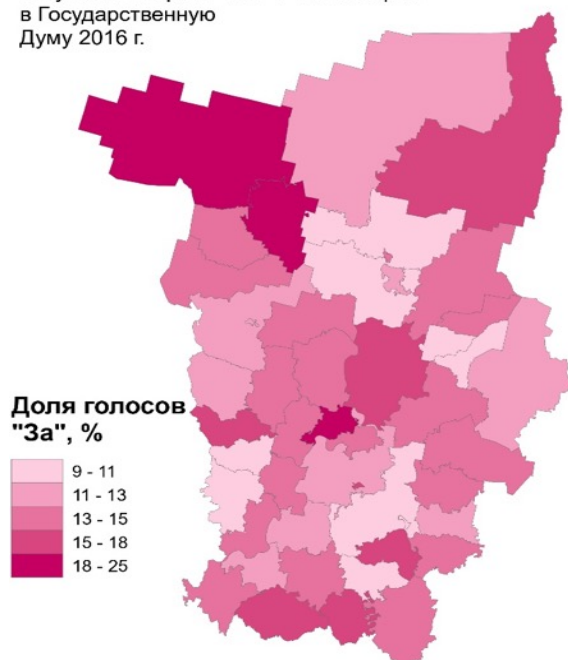 в Государственную
Думу 2016 г.
Доля голосов
"За", %
9 - 11
11 - 13
13 - 15
15 - 18
18 - 25